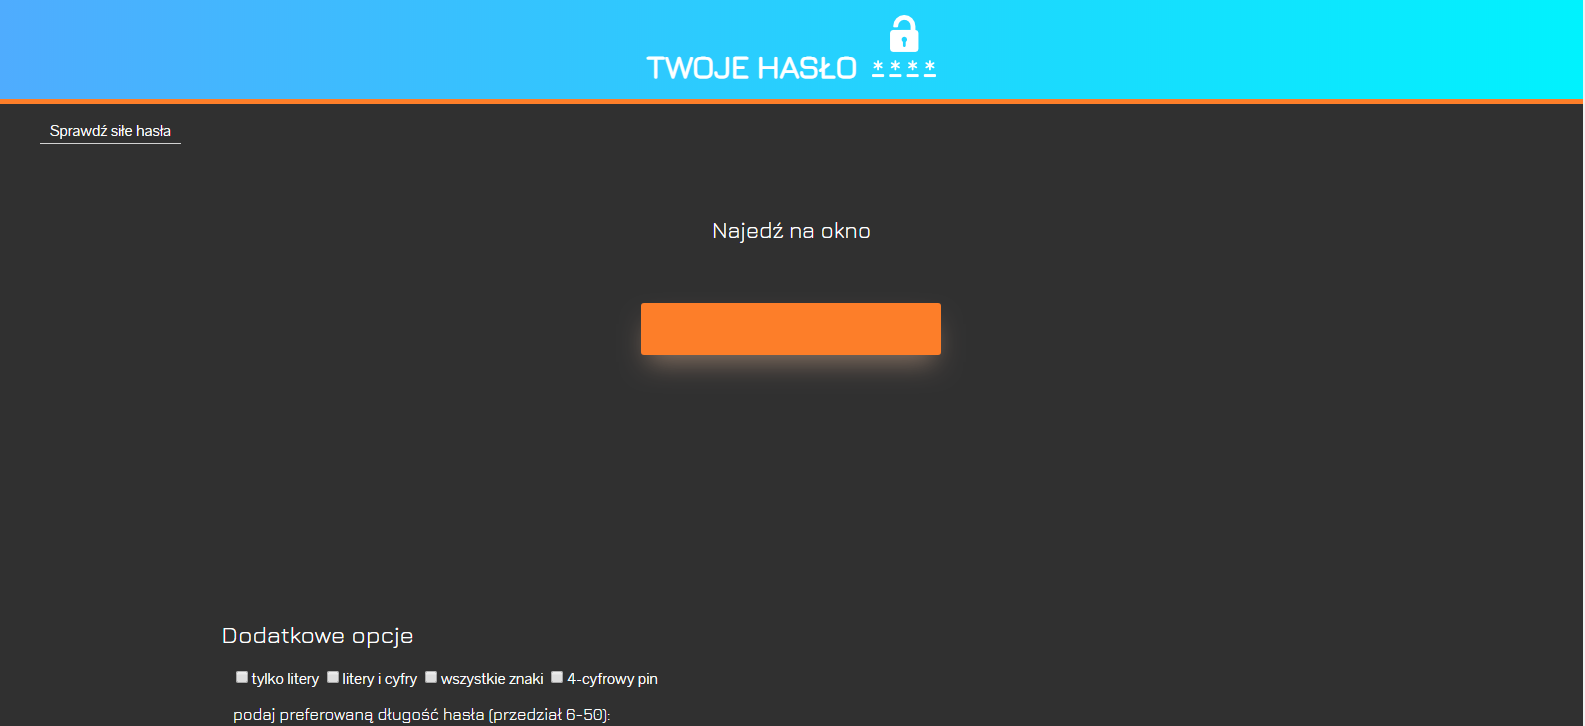 TWOJE HASŁO ****
Sprawdź siłe hasła
Najedź na okno
Dodatkowe opcje
tylko litery litery i cyfry wszystkie znaki 4-cyfrowy pin
podaj preferowaną długość hasła (przedział 6-50):